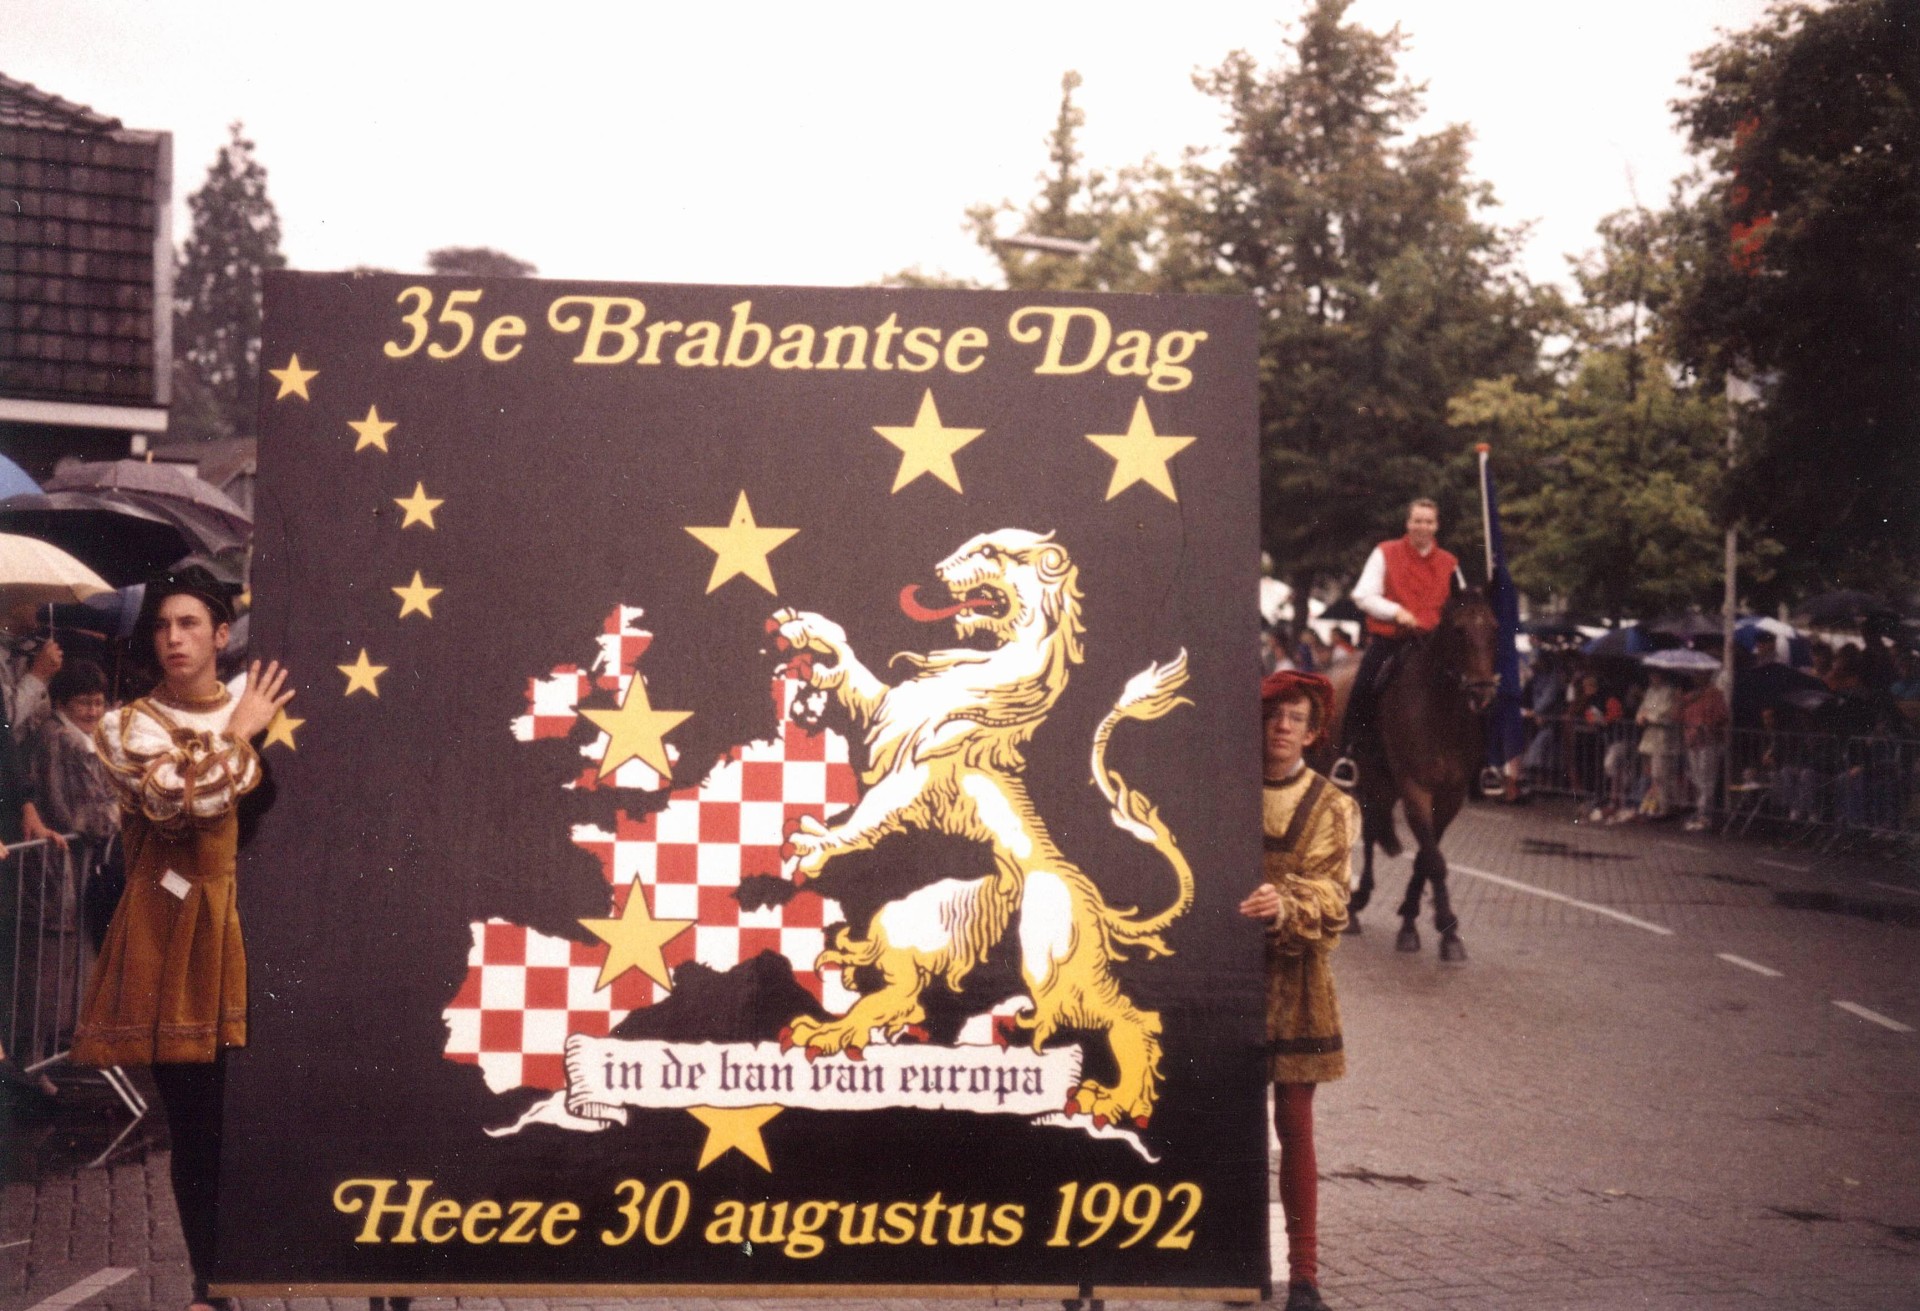 35e Brabantse Dag
in de ban van europa
Heeze 30 augustus 1992